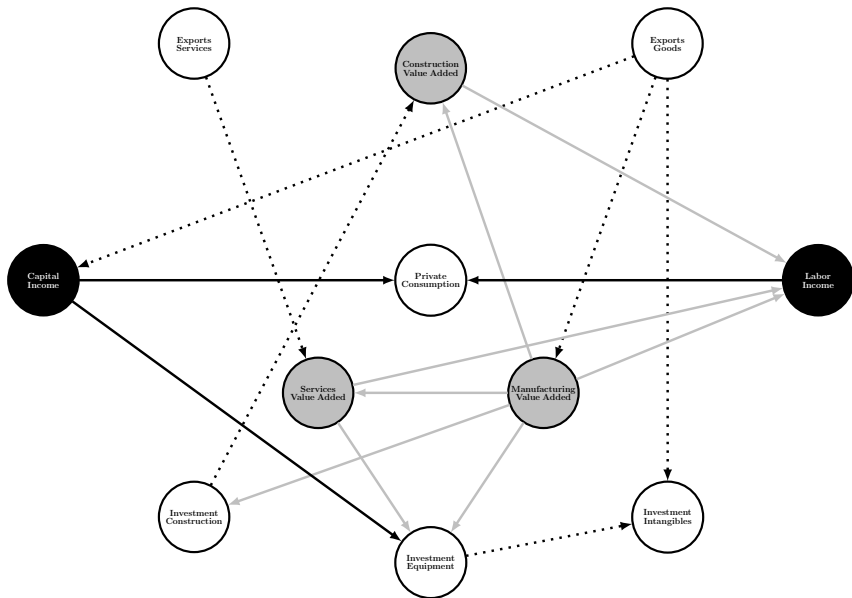 Exports
Services
Construction
Value Added
Exports
Goods
Capital
Income
Private
Consumption
Labor
Income
Services
Value Added
Manufacturing
Value Added
Investment
Construction
Investment
Equipment
Investment
Intangibles